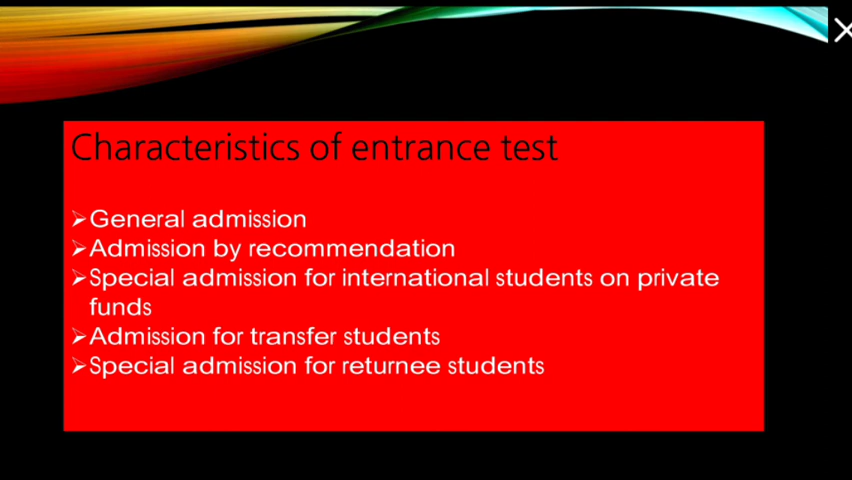 Characteristics of entrance test
➢General admission
➢Admission by recommendation
➢Special admission for international students on private
funds
➢Admission for transfer students
➢Special admission for returnee students